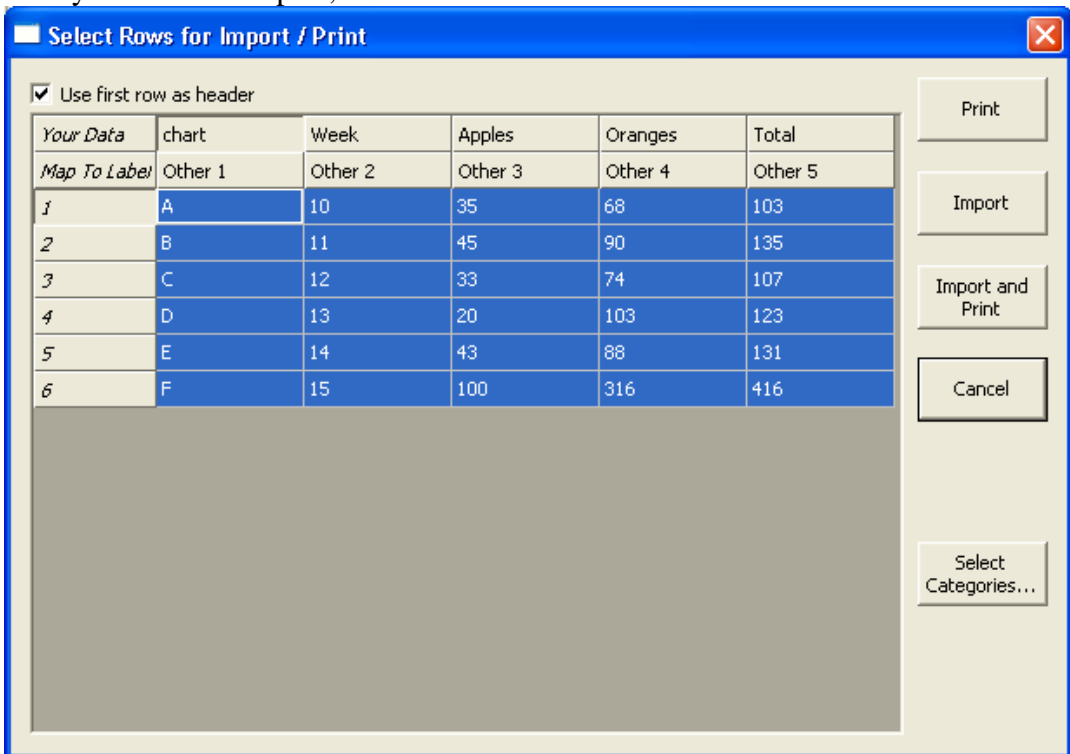 Select Rows for Import / Print
Use first row as header
Your Data chart Week Apples Oranges Total
Map To Label Other 1 Other 2 Other 3 Other 4 Other 5
1 A 10 35 68 103
2 B 11 45 90 135
3 C 12 33 74 107
4 D 13 20 103 123
5 E 14 43 88 131
6 F 15 100 316 416
Print
Import
Import and
Print
Cancel
Select
Categories...